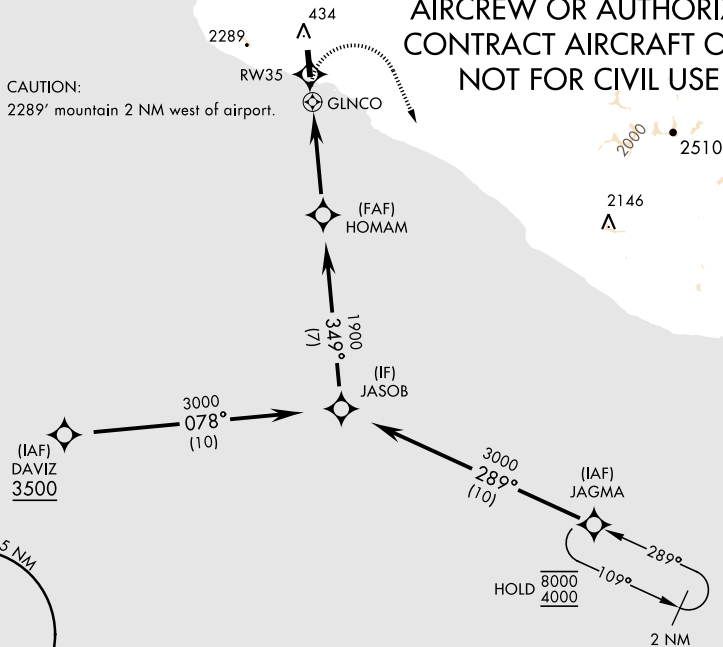 AIRCREW OR AUTHORIZ
CONTRACT AIRCRAFT O
NOT FOR CIVIL USE
434
2289
RW35
CAUTION:
2289' mountain 2 NM west of airport.
GLNCO
2000
2510
2146
(FAF)
HOMAM
1900
349°
(7)
(IF)
JASOB
3000
078°
(10)
(IAF)
DAVIZ
3500
3000
289°
(10)
(IAF)
JAGMA
289°
109°
HOLD 8000
4000
2 NM
5 NM